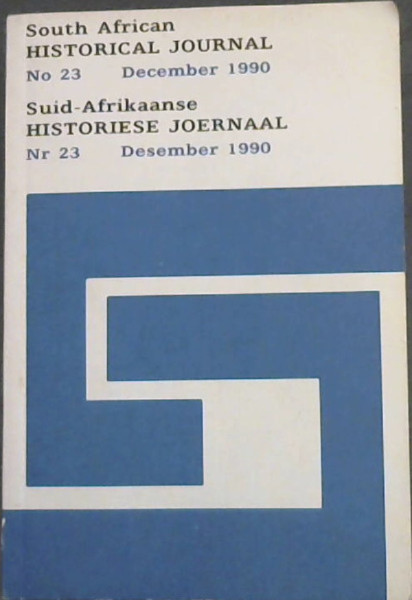 South African
HISTORICAL JOURNAL
No 23 December 1990
Suid-Afrikaanse
HISTORIESE JOERNAAL
Nr 23 Desember 1990